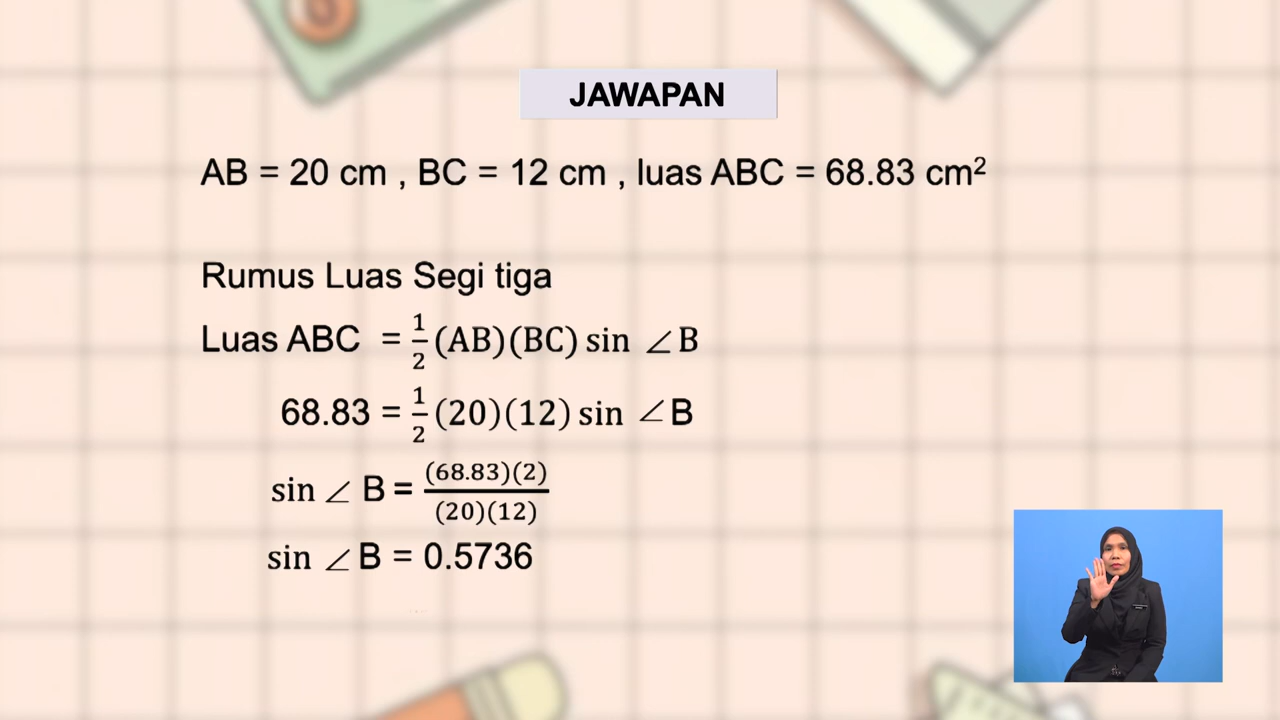 JAWAPAN
AB = 20 cm , BC = 12 cm , luas ABC = 68.83 cm²
Rumus Luas Segi tiga
Luas ABC = 1/2 (AB)(BC) sin ∠B
68.83 = 1/2 (20)(12) sin ∠B
sin ∠ B = (68.83)(2) / (20)(12)
sin ∠B = 0.5736